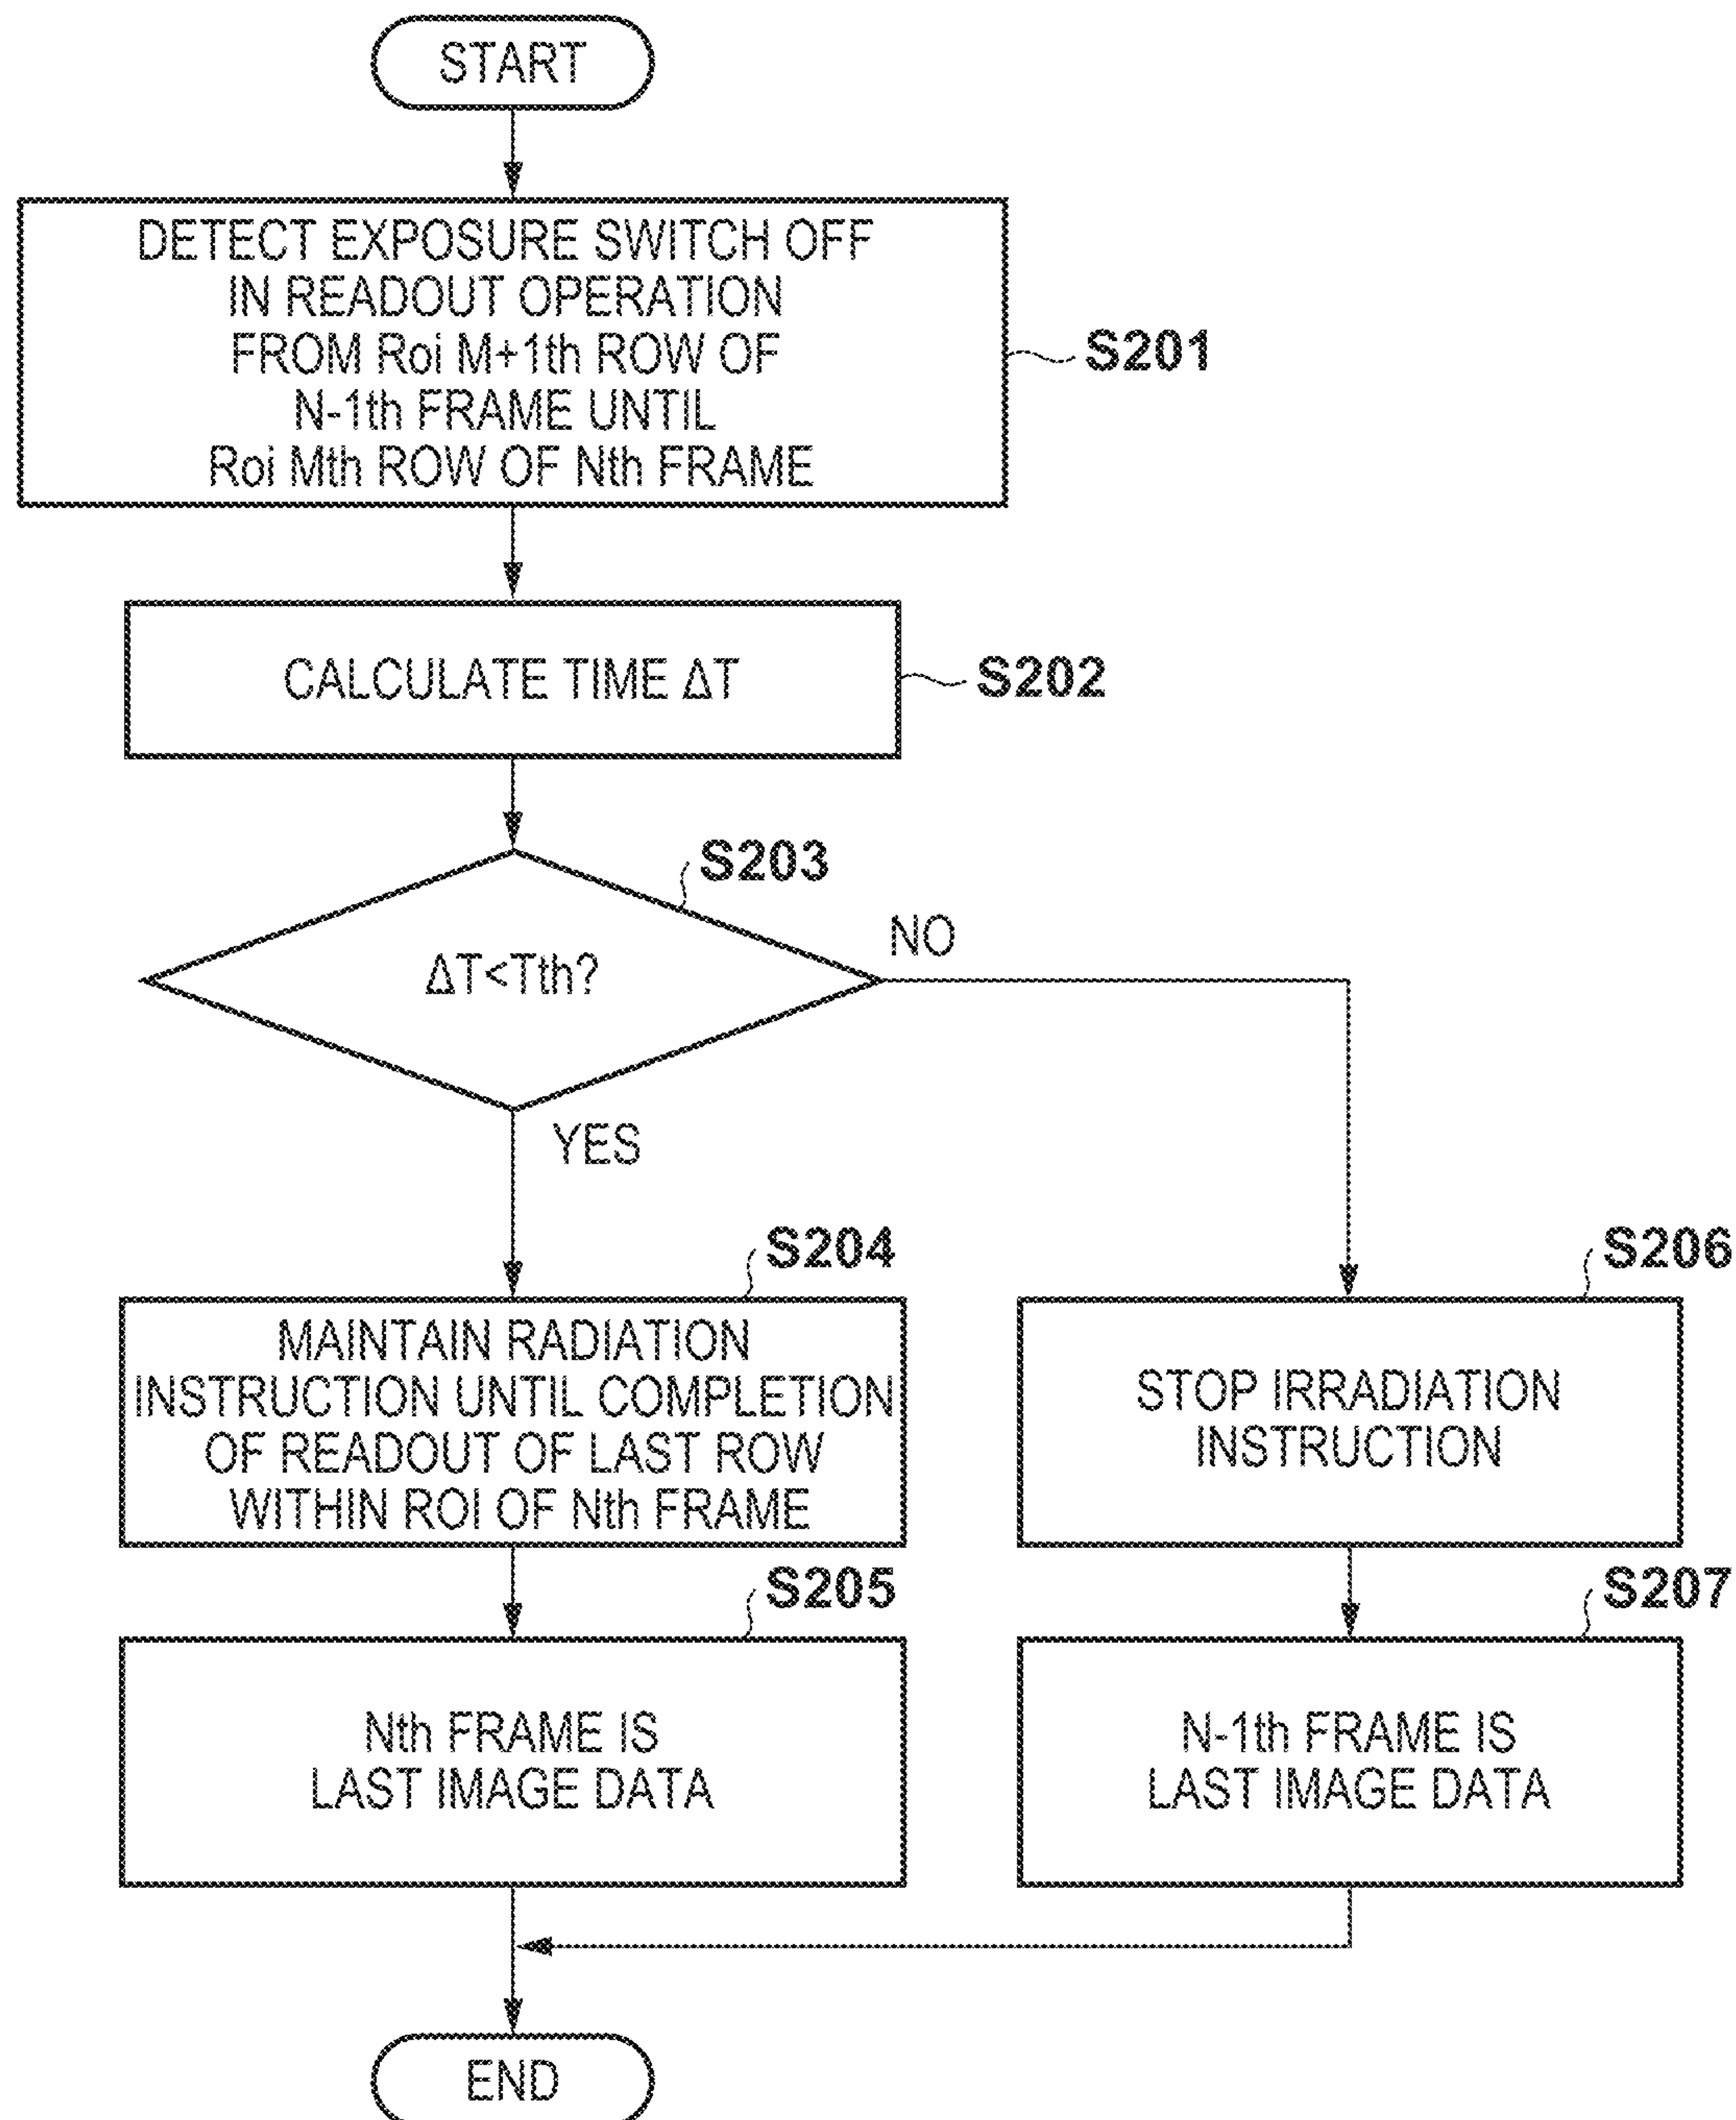 START
DETECT EXPOSURE SWITCH OFF
IN READOUT OPERATION
FROM Roi M+1th ROW OF
N-1th FRAME UNTIL
Roi Mth ROW OF Nth FRAME
S201
CALCULATE TIME ΔT
S202
S203
ΔT<Tth?
NO
YES
S204
MAINTAIN RADIATION
INSTRUCTION UNTIL COMPLETION
OF READOUT OF LAST ROW
WITHIN ROI OF Nth FRAME
S206
STOP IRRADIATION
INSTRUCTION
S205
Nth FRAME IS
LAST IMAGE DATA
S207
N-1th FRAME IS
LAST IMAGE DATA
END